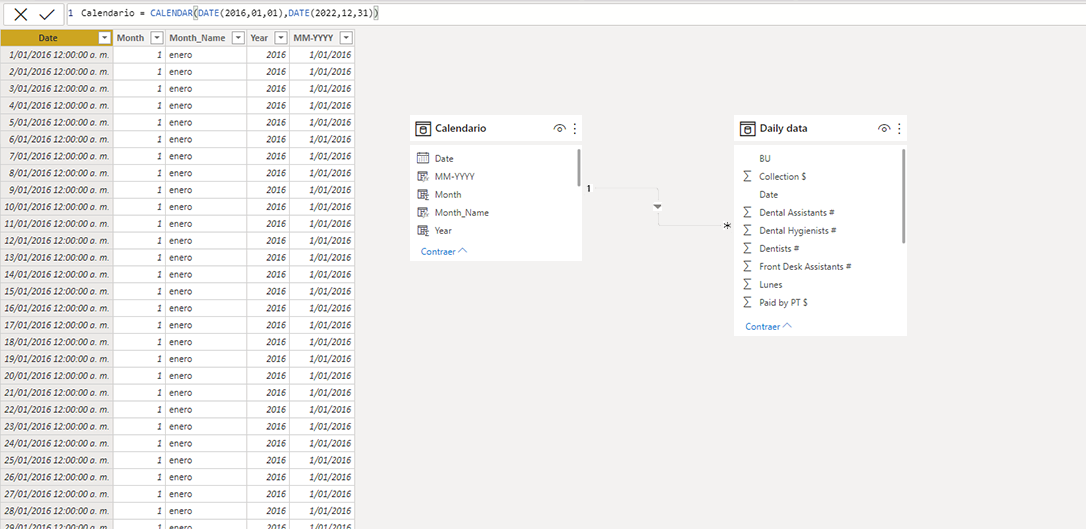 1 Calendario = CALENDAR(DATE(2016,01,01),DATE(2022,12,31))
Date Month Month_Name Year MM-YYYY
1/01/2016 12:00:00 a. m. 1 enero 2016 1/01/2016
2/01/2016 12:00:00 a. m. 1 enero 2016 1/01/2016
3/01/2016 12:00:00 a. m. 1 enero 2016 1/01/2016
4/01/2016 12:00:00 a. m. 1 enero 2016 1/01/2016
5/01/2016 12:00:00 a. m. 1 enero 2016 1/01/2016
6/01/2016 12:00:00 a. m. 1 enero 2016 1/01/2016
7/01/2016 12:00:00 a. m. 1 enero 2016 1/01/2016
8/01/2016 12:00:00 a. m. 1 enero 2016 1/01/2016
9/01/2016 12:00:00 a. m. 1 enero 2016 1/01/2016
10/01/2016 12:00:00 a. m. 1 enero 2016 1/01/2016
11/01/2016 12:00:00 a. m. 1 enero 2016 1/01/2016
12/01/2016 12:00:00 a. m. 1 enero 2016 1/01/2016
13/01/2016 12:00:00 a. m. 1 enero 2016 1/01/2016
14/01/2016 12:00:00 a. m. 1 enero 2016 1/01/2016
15/01/2016 12:00:00 a. m. 1 enero 2016 1/01/2016
16/01/2016 12:00:00 a. m. 1 enero 2016 1/01/2016
17/01/2016 12:00:00 a. m. 1 enero 2016 1/01/2016
18/01/2016 12:00:00 a. m. 1 enero 2016 1/01/2016
19/01/2016 12:00:00 a. m. 1 enero 2016 1/01/2016
20/01/2016 12:00:00 a. m. 1 enero 2016 1/01/2016
21/01/2016 12:00:00 a. m. 1 enero 2016 1/01/2016
22/01/2016 12:00:00 a. m. 1 enero 2016 1/01/2016
23/01/2016 12:00:00 a. m. 1 enero 2016 1/01/2016
24/01/2016 12:00:00 a. m. 1 enero 2016 1/01/2016
25/01/2016 12:00:00 a. m. 1 enero 2016 1/01/2016
26/01/2016 12:00:00 a. m. 1 enero 2016 1/01/2016
27/01/2016 12:00:00 a. m. 1 enero 2016 1/01/2016
28/01/2016 12:00:00 a. m. 1 enero 2016 1/01/2016
29/01/2016 12:00:00 a. m. 1 enero 2016 1/01/2016
Calendario
Date
MM-YYYY
Month
Month_Name
Year
Contraer
1
*
Daily data
BU
Σ Collection $
Date
Σ Dental Assistants #
Σ Dental Hygienists #
Σ Dentists #
Σ Front Desk Assistants #
Σ Lunes
Σ Paid by PT $
Contraer